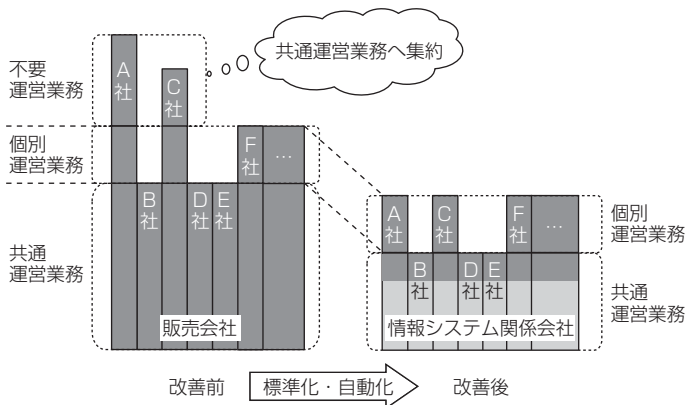 共通運営業務へ集約
不要
運営業務
A
社
C
社
個別
運営業務
F
社
…
共通
運営業務
B
社
D
社
E
社
販売会社
A
社
C
社
F
社
…
個別
運営業務
B
社
D
社
E
社
共通
運営業務
情報システム関係会社
改善前
標準化・自動化
改善後